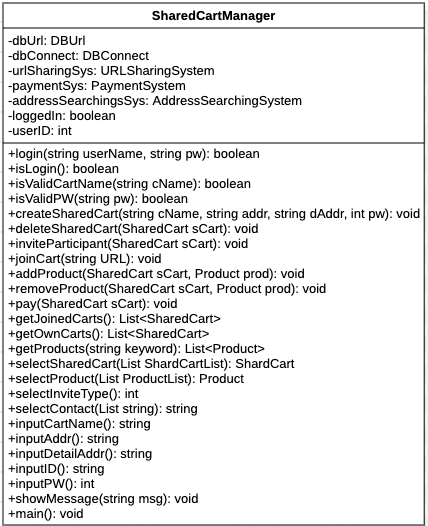 SharedCartManager
-dbUrl: DBUrl
-dbConnect: DBConnect
-urlSharingSys: URLSharingSystem
-paymentSys: PaymentSystem
-addressSearchingsSys: AddressSearchingSystem
-loggedIn: boolean
-userID: int
+login(string userName, string pw): boolean
+isLogin(): boolean
+isValidCartName(string cName): boolean
+isValidPW(string pw): boolean
+createSharedCart(string cName, string addr, string dAddr, int pw): void
+deleteSharedCart(SharedCart sCart): void
+inviteParticipant(SharedCart sCart): void
+joinCart(string URL): void
+addProduct(SharedCart sCart, Product prod): void
+removeProduct(SharedCart sCart, Product prod): void
+pay(SharedCart sCart): void
+getJoinedCarts(): List<SharedCart>
+getOwnCarts(): List<SharedCart>
+getProducts(string keyword): List<Product>
+selectSharedCart(List ShardCartList): ShardCart
+selectProduct(List ProductList): Product
+selectInviteType(): int
+selectContact(List string): string
+inputCartName(): string
+inputAddr(): string
+inputDetailAddr(): string
+inputID(): string
+inputPW(): int
+showMessage(string msg): void
+main(): void